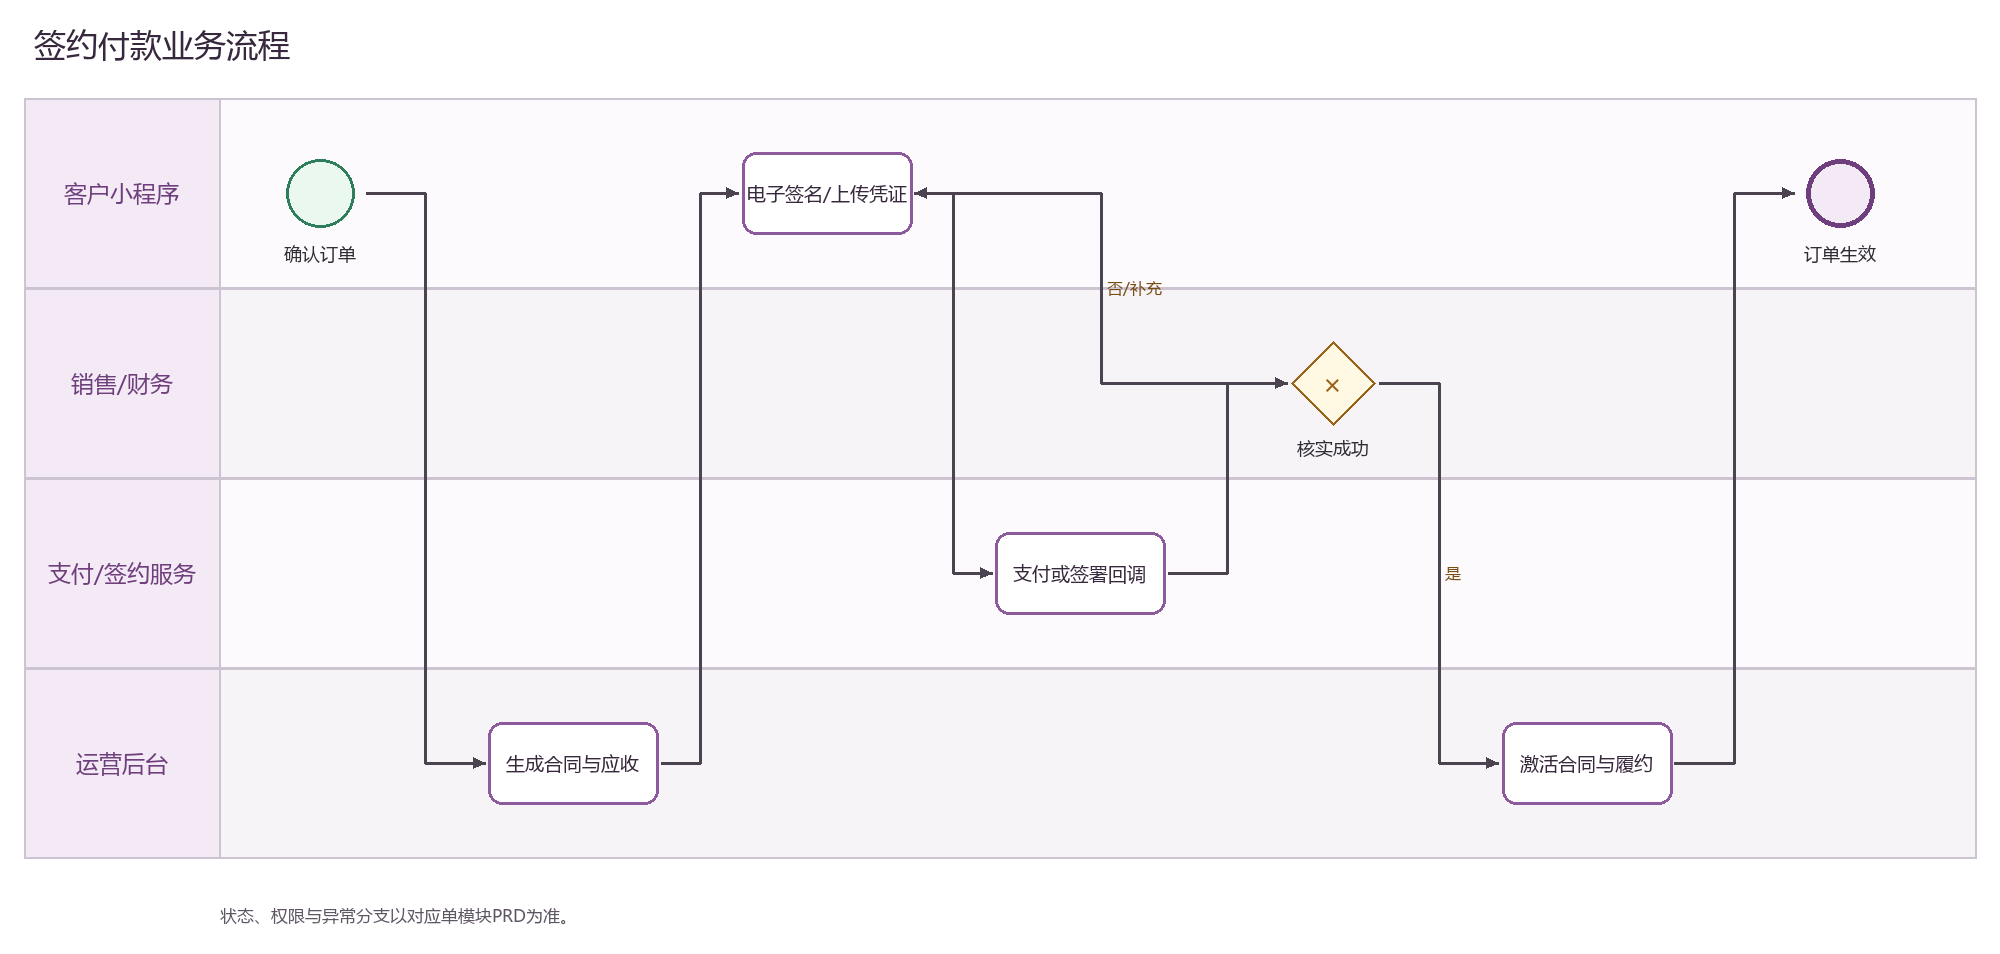 签约付款业务流程
客户小程序
确认订单
电子签名/上传凭证
订单生效
否/补充
销售/财务
核实成功
支付/签约服务
支付或签署回调
是
运营后台
生成合同与应收
激活合同与履约
状态、权限与异常分支以对应单模块PRD为准。